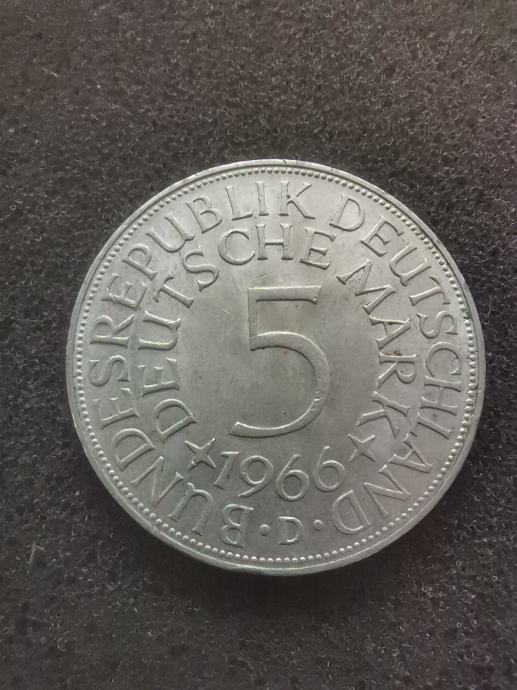 BUNDESREPUBLIK DEUTSCHLAND
DEUTSCHE MARK
5
1966
· D ·